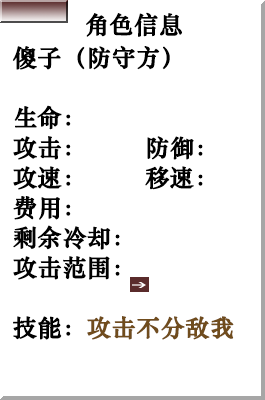 角色信息
傻子（防守方）
生命：
攻击： 防御：
攻速： 移速：
费用：
剩余冷却：
攻击范围：
→
技能：攻击不分敌我